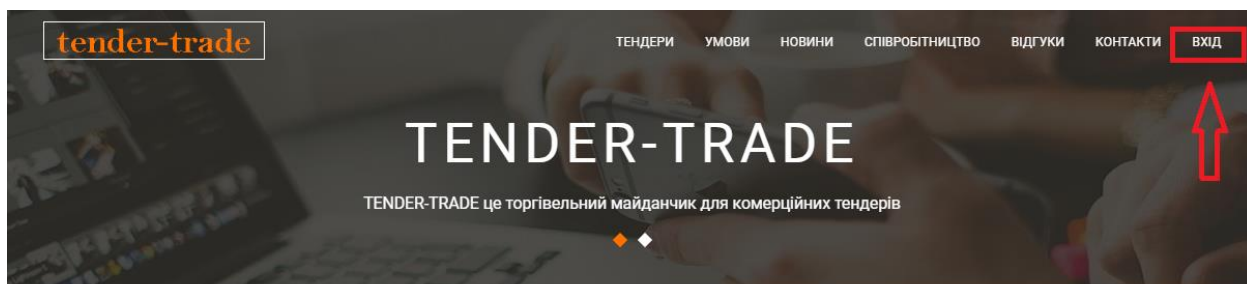 tender-trade
ТЕНДЕРИ УМОВИ НОВИНИ СПІВРОБІТНИЦТВО ВІДГУКИ КОНТАКТИ ВХІД
TENDER-TRADE
TENDER-TRADE це торгівельний майданчик для комерційних тендерів